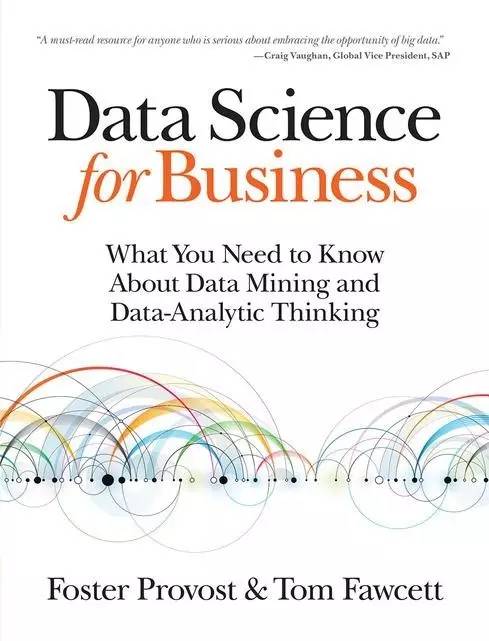 “A must-read resource for anyone who is serious about embracing the opportunity of big data.”
—Craig Vaughan, Global Vice President, SAP
Data Science
for Business
What You Need to Know
About Data Mining and
Data-Analytic Thinking
Foster Provost & Tom Fawcett